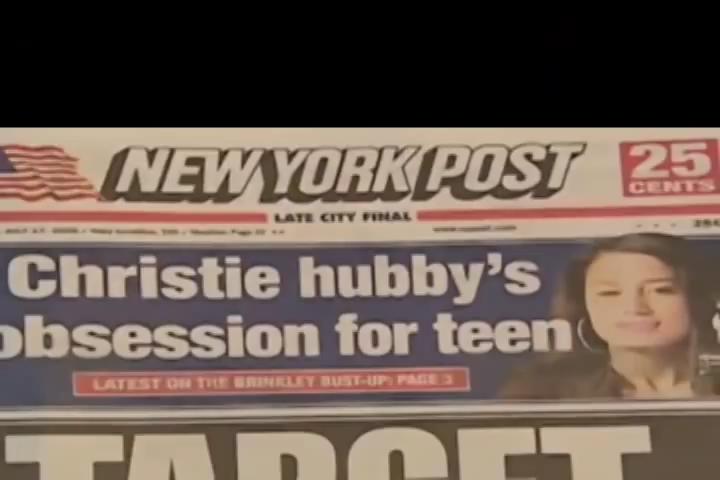 NEW YORK POST
25
CENTS
LATE CITY FINAL
Christie hubby's
obsession for teen
LATEST ON THE BRINKLEY BUST-UP: PAGE 3
TARGET